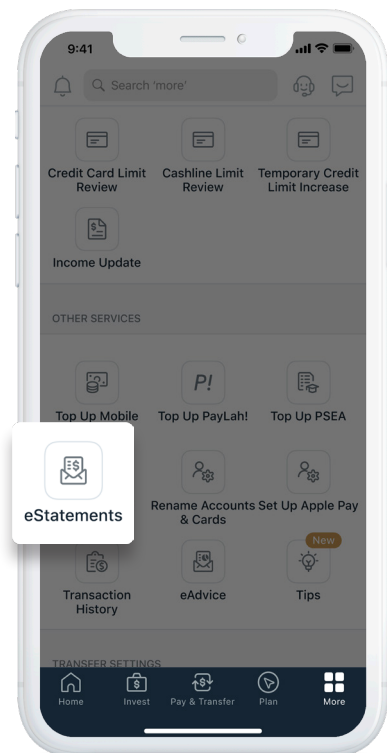 9:41
Search 'more'
Credit Card Limit
Review
Cashline Limit
Review
Temporary Credit
Limit Increase
Income Update
OTHER SERVICES
P!
Top Up Mobile
Top Up PayLah!
Top Up PSEA
eStatements
Rename Accounts
& Cards
Set Up Apple Pay
New
Transaction
History
eAdvice
Tips
TRANSFER SETTINGS
Home
Invest
Pay & Transfer
Plan
More